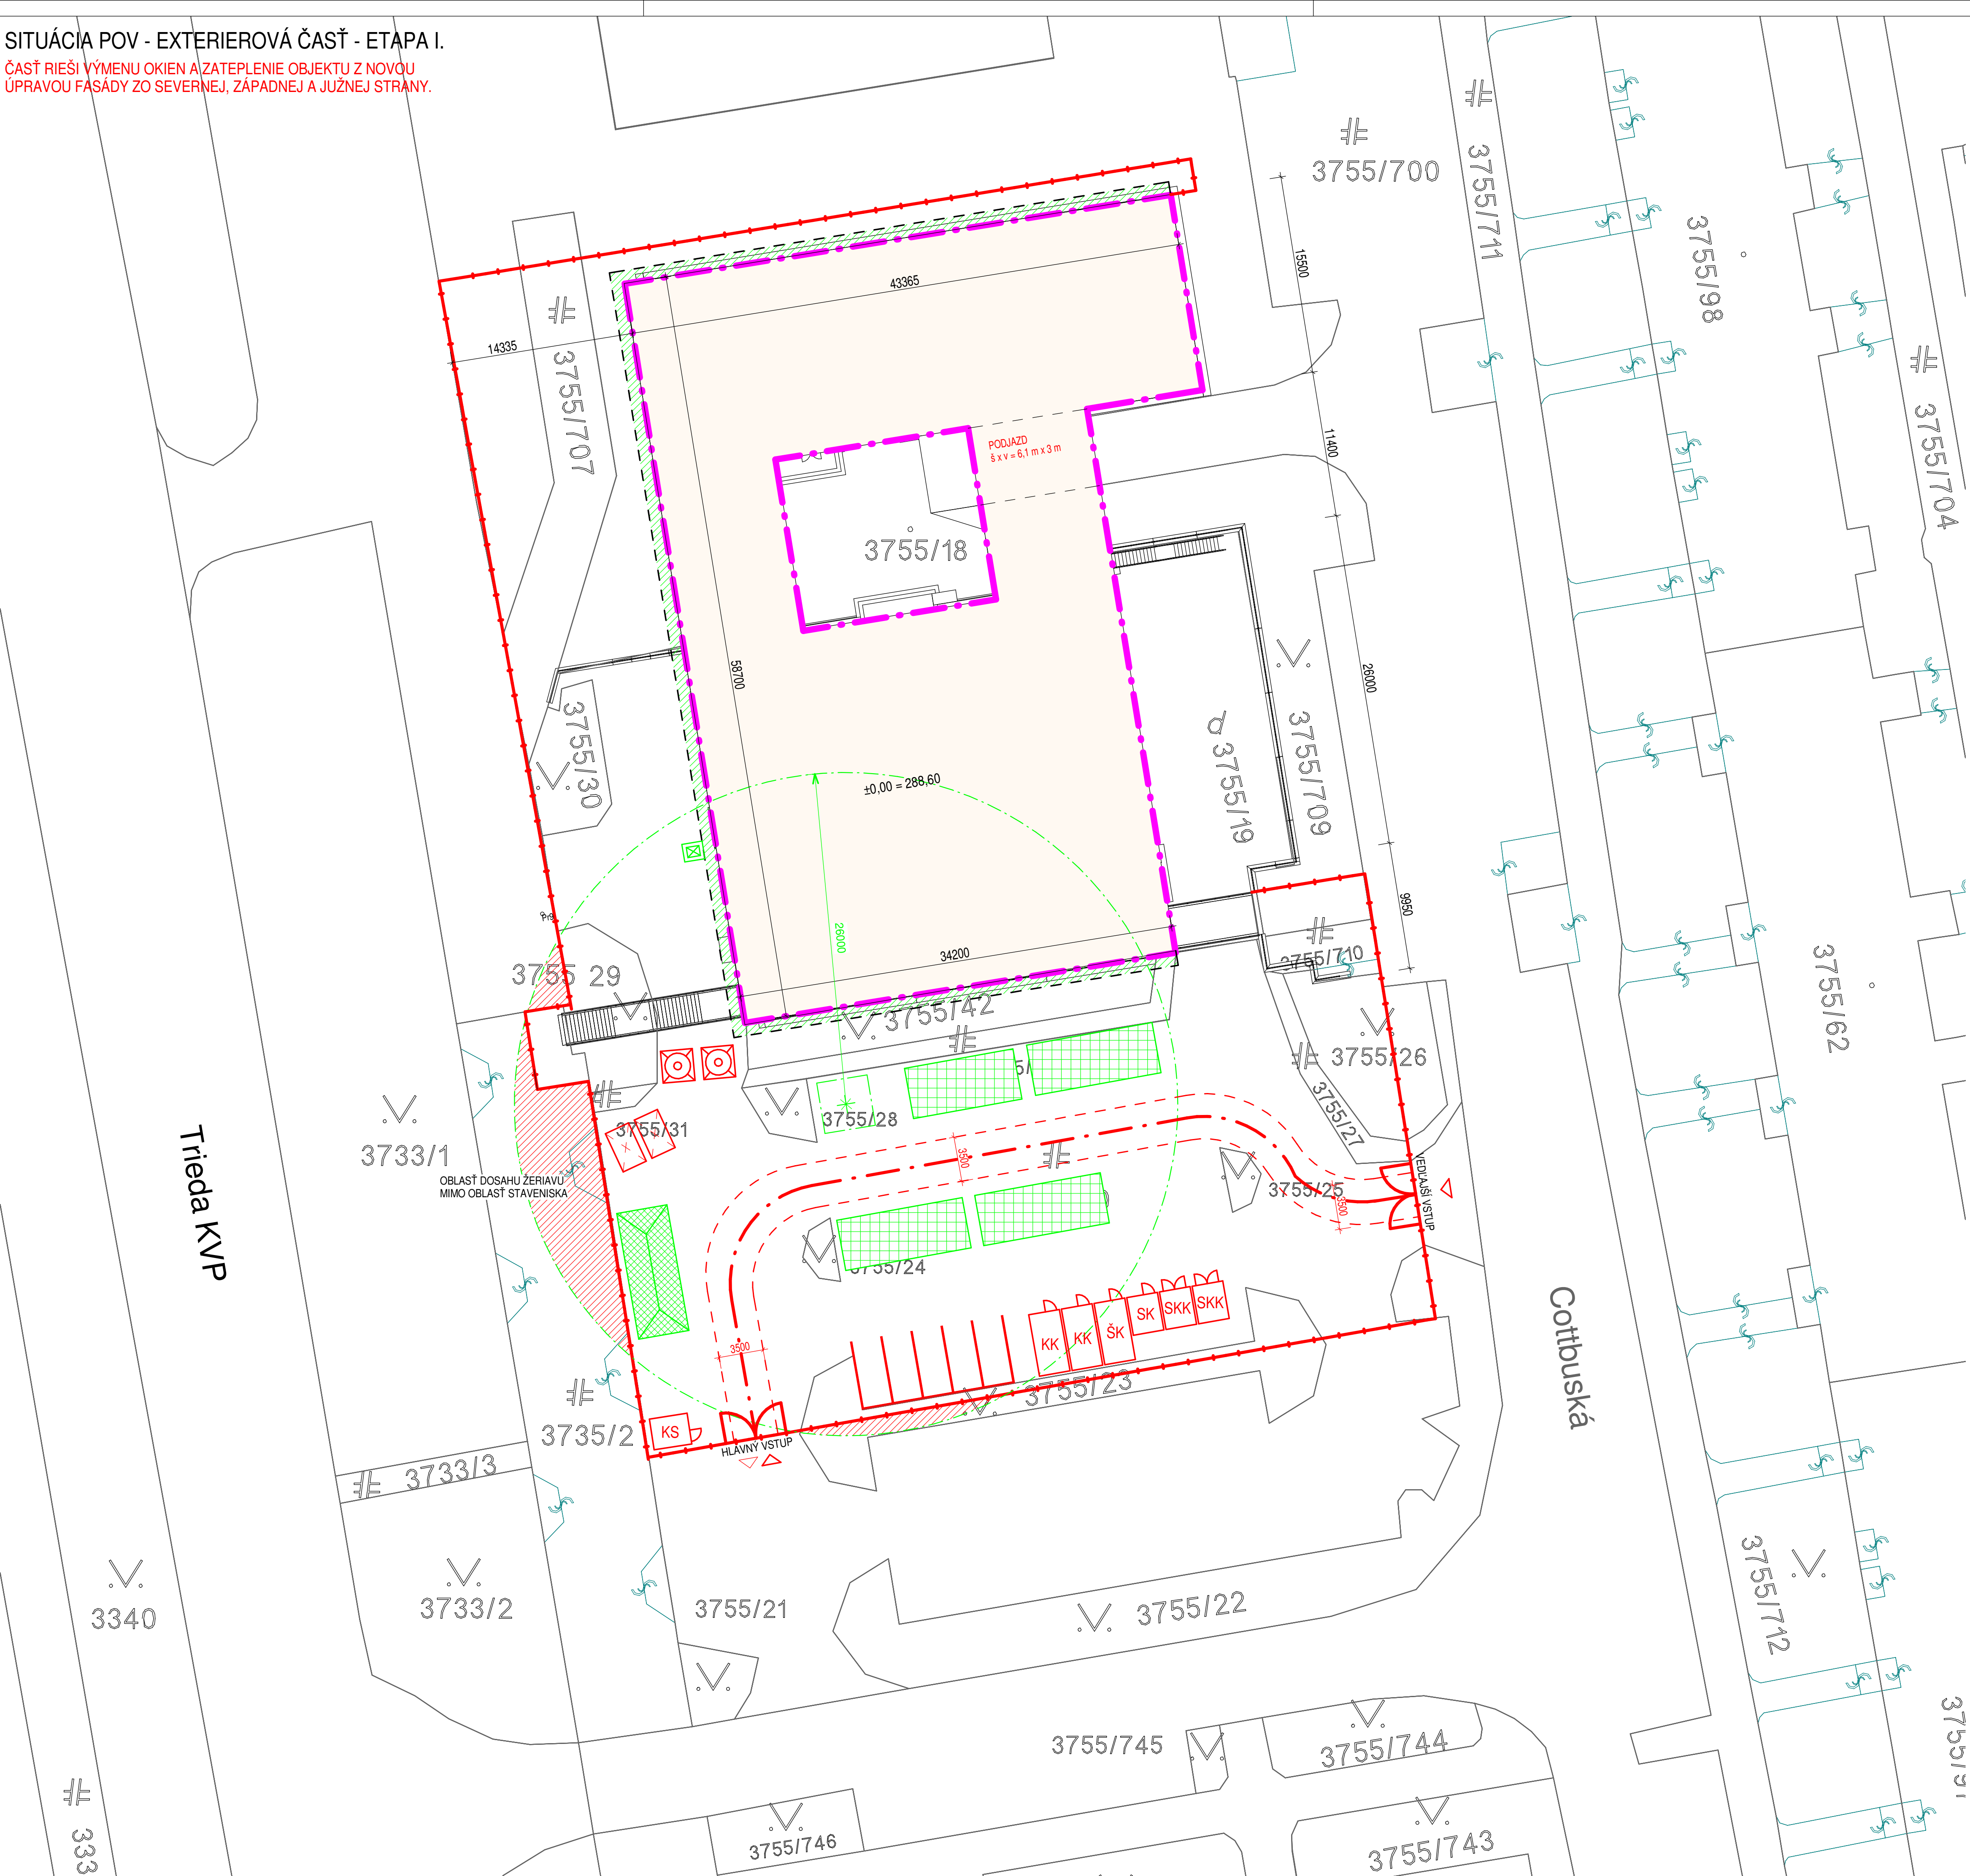 SITUÁCIA POV - EXTERIEROVÁ ČASŤ - ETAPA I.
ČASŤ RIEŠI VÝMENU OKIEN A ZATEPLENIE OBJEKTU Z NOVOU
ÚPRAVOU FASÁDY ZO SEVERNEJ, ZÁPADNEJ A JUŽNEJ STRANY.
3755/700
3755/711
3755/98
15500
43365
14335
3755/707
3755/704
11400
PODJAZD
š x v = 6,1 m x 3 m
3755/18
58700
26000
3755/30
3755/19
3755/709
±0,00 = 288,60
26000
9950
34200
3755/710
3755 29
3755/42
3755/62
3755/26
3755/27
3755/28
3755/31
3733/1
Trieda KVP
OBLASŤ DOSAHU ŽERIAVU
MIMO OBLASŤ STAVENISKA
3500
3755/25
3500
VEDĽAJŠÍ VSTUP
3755/24
Cottbuská
KK
KK
ŠK
SK
SKK
SKK
3500
3755/23
KS
HLAVNÝ VSTUP
3735/2
3733/3
3340
3733/2
3755/21
3755/22
3755/712
3755/745
3755/744
3755/746
3755/743
333